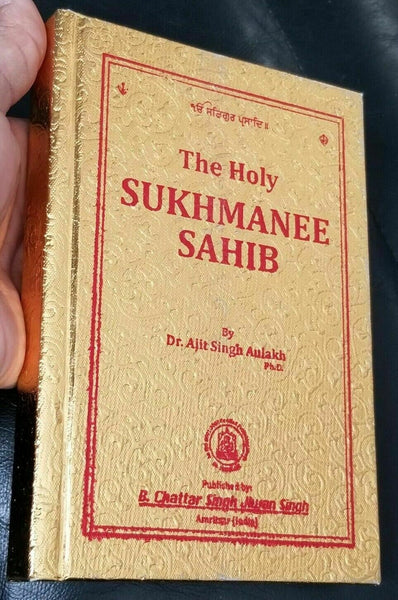 ੴ ਸਤਿਗੁਰ ਪ੍ਰਸਾਦਿ॥
The Holy
SUKHMANEE
SAHIB
By
Dr. Ajit Singh Aulakh
Ph.D.
Published by:
B. Chattar Singh Jiwan Singh
Amritsar (India)